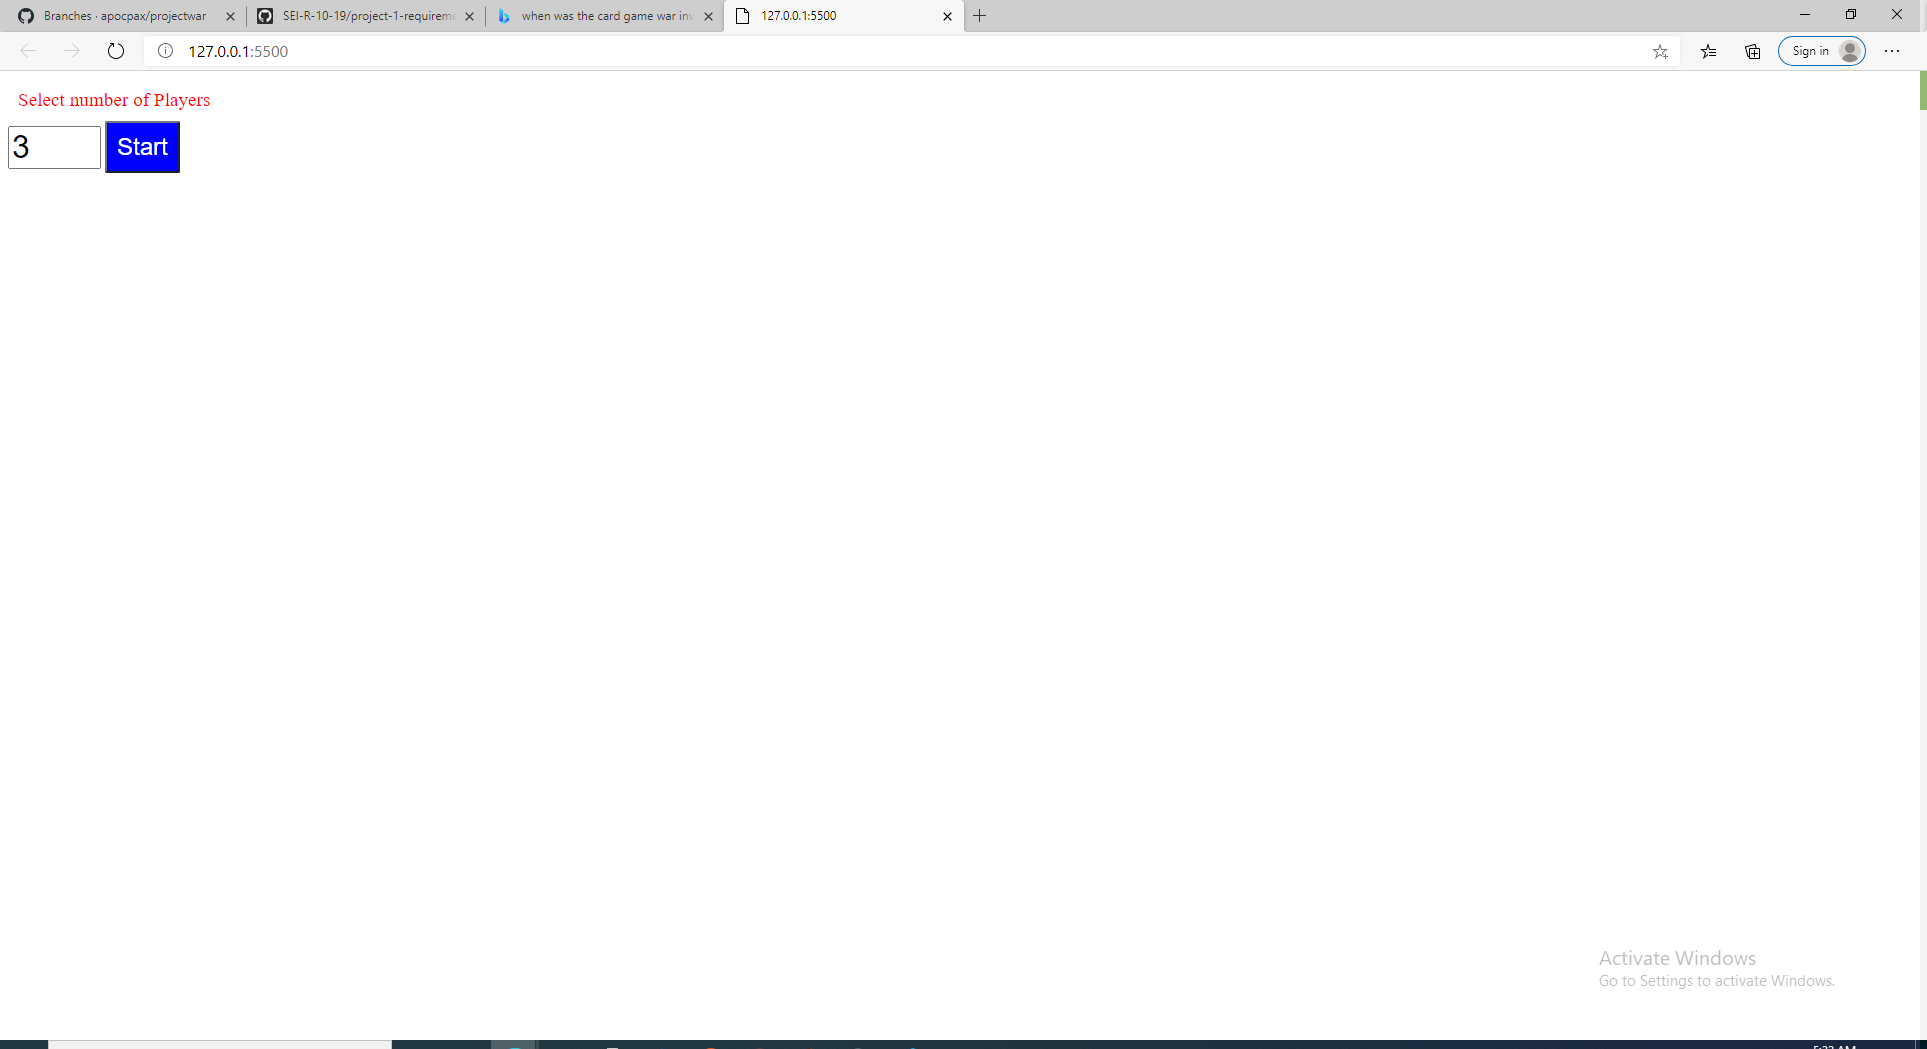 Branches · apocpax/projectwar
SEI-R-10-19/project-1-requirem
when was the card game war inv
127.0.0.1:5500
127.0.0.1:5500
Sign in
Select number of Players
3
Start
Activate Windows
Go to Settings to activate Windows.